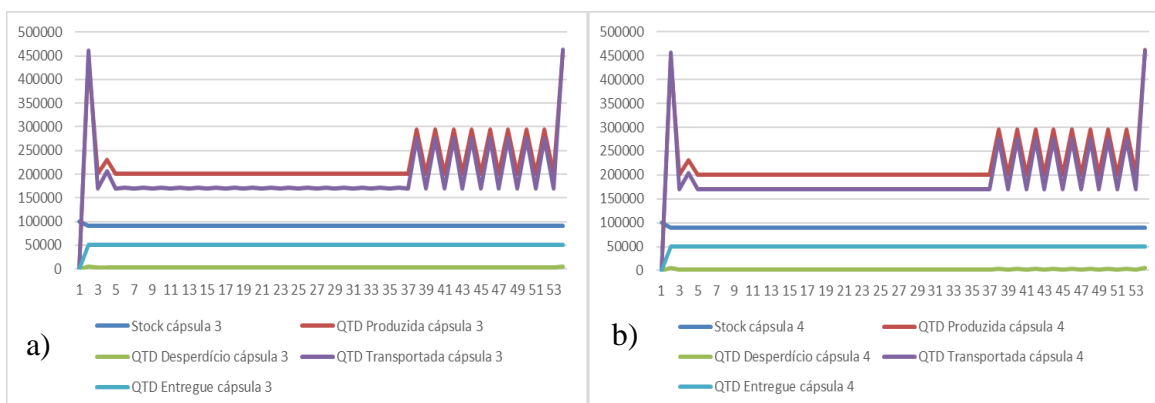 500000
450000
400000
350000
300000
250000
200000
150000
100000
50000
0
1 3 5 7 9 11 13 15 17 19 21 23 25 27 29 31 33 35 37 39 41 43 45 47 49 51 53
Stock cápsula 3 QTD Produzida cápsula 3
QTD Desperdício cápsula 3 QTD Transportada cápsula 3
QTD Entregue cápsula 3
a)
500000
450000
400000
350000
300000
250000
200000
150000
100000
50000
0
1 3 5 7 9 11 13 15 17 19 21 23 25 27 29 31 33 35 37 39 41 43 45 47 49 51 53
Stock cápsula 4 QTD Produzida cápsula 4
QTD Desperdício cápsula 4 QTD Transportada cápsula 4
QTD Entregue cápsula 4
b)